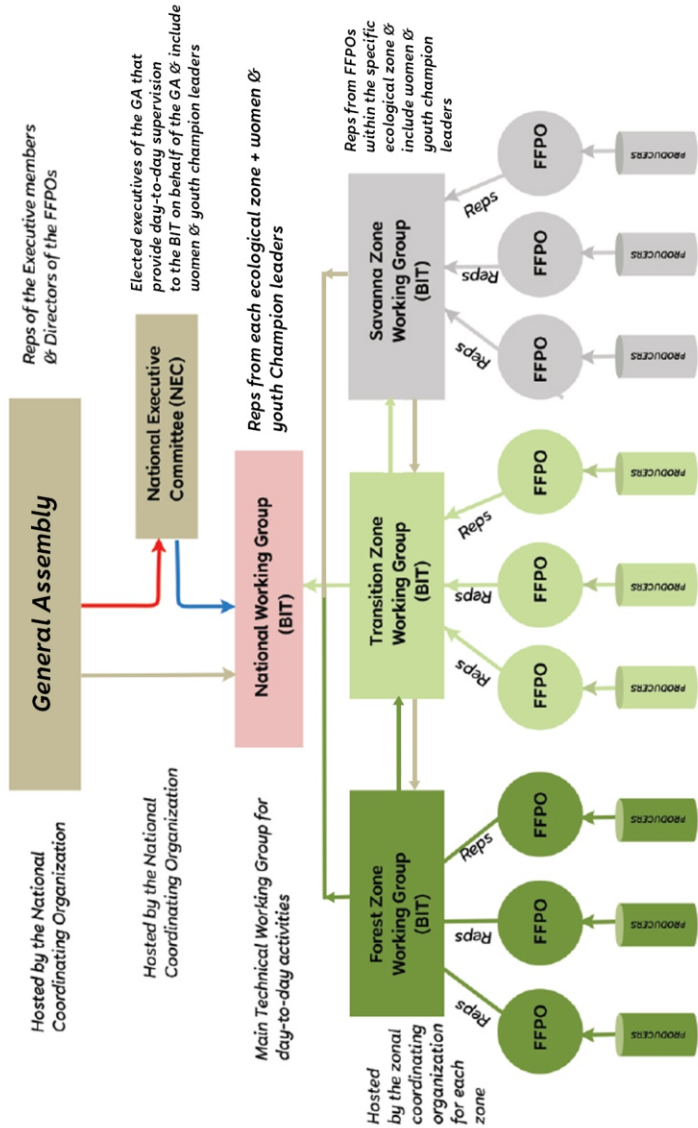 Hosted by the National
Coordinating Organization
General Assembly
Reps of the Executive members
& Directors of the FFPOs
Hosted by the National
Coordinating Organization
National Executive
Committee (NEC)
Elected executives of the GA that
provide day-to-day supervision
to the BIT on behalf of the GA & include
women & youth champion leaders
Main Technical Working Group for
day-to-day activities
National Working Group
(BIT)
Reps from each ecological zone + women &
youth Champion leaders
Hosted
by the zonal
coordinating
organization
for each
zone
Forest Zone
Working Group
(BIT)
Transition Zone
Working Group
(BIT)
Savanna Zone
Working Group
(BIT)
Reps from FFPOs
within the specific
ecological zone &
include women &
youth champion
leaders
Reps
Reps
Reps
Reps
Reps
Reps
Reps
Reps
Reps
FFPO
FFPO
FFPO
FFPO
FFPO
FFPO
FFPO
FFPO
FFPO
PRODUCERS
PRODUCERS
PRODUCERS
PRODUCERS
PRODUCERS
PRODUCERS
PRODUCERS
PRODUCERS
PRODUCERS